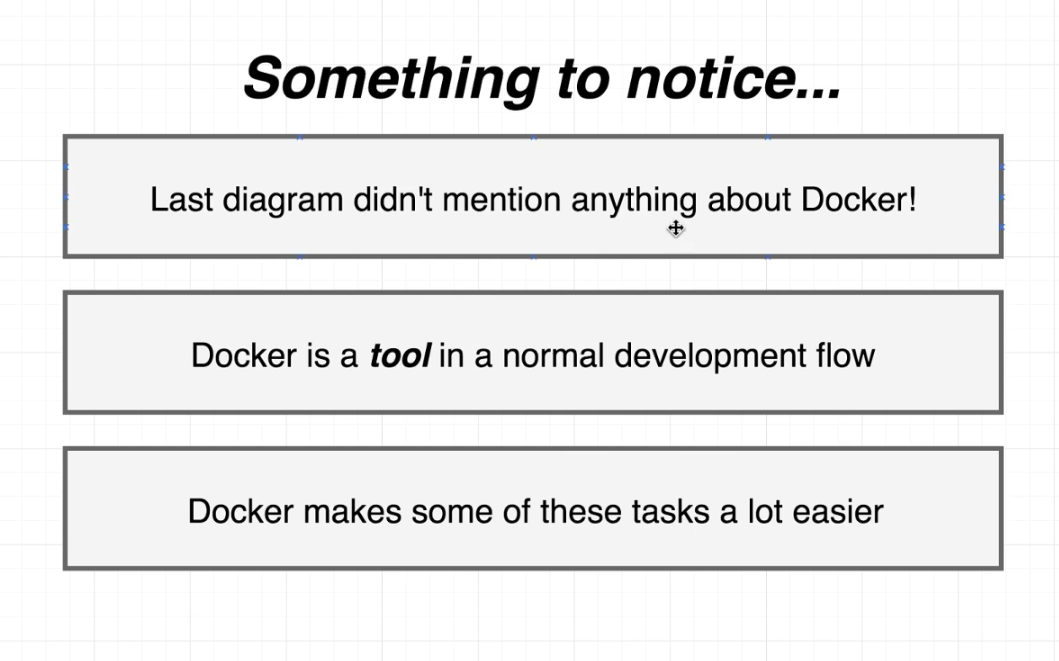 Something to notice...
Last diagram didn't mention anything about Docker!
Docker is a tool in a normal development flow
Docker makes some of these tasks a lot easier